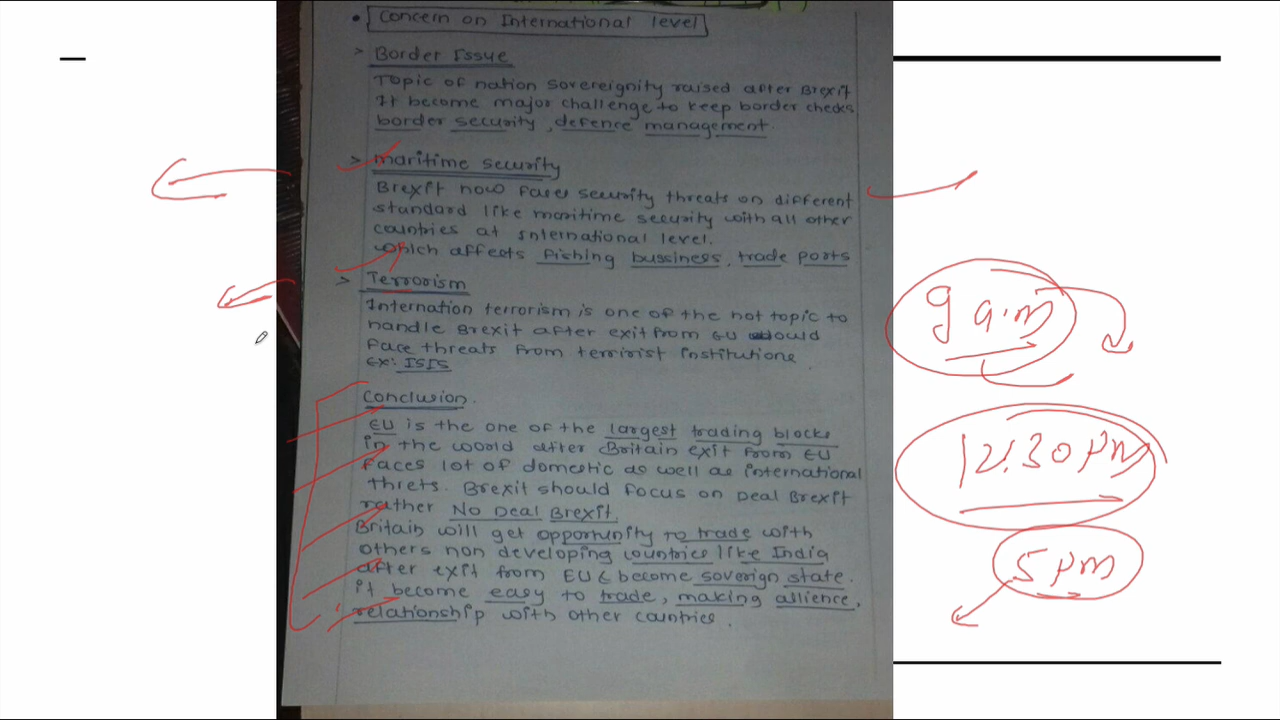 • Concern on International level
> Border Issue
Topic of nation sovereignity raised after Brexit
It become major challenge to keep border checks
border security, defence management.
> maritime security
Brexit now faces security threats on different
standard like maritime security with all other
countries at International level.
which affects fishing bussiness, trade ports
> Terrorism
Internation terrorism is one of the hot topic to
handle Brexit after exit from EU would
face threats from terririst institutione
Ex: ISIS
Conclusion.
EU is the one of the largest trading blocks
in the world after Britain exit from EU
faces lot of domestic as well as international
threts. Brexit should focus on Deal Brexit
rather No Deal Brexit.
Britain will get opportunity to trade with
others non developing countries like India
after exit from EU & become soverign state.
it become easy to trade, making allience,
relationship with other countries.
9 a.m
12.30 pm
5 pm